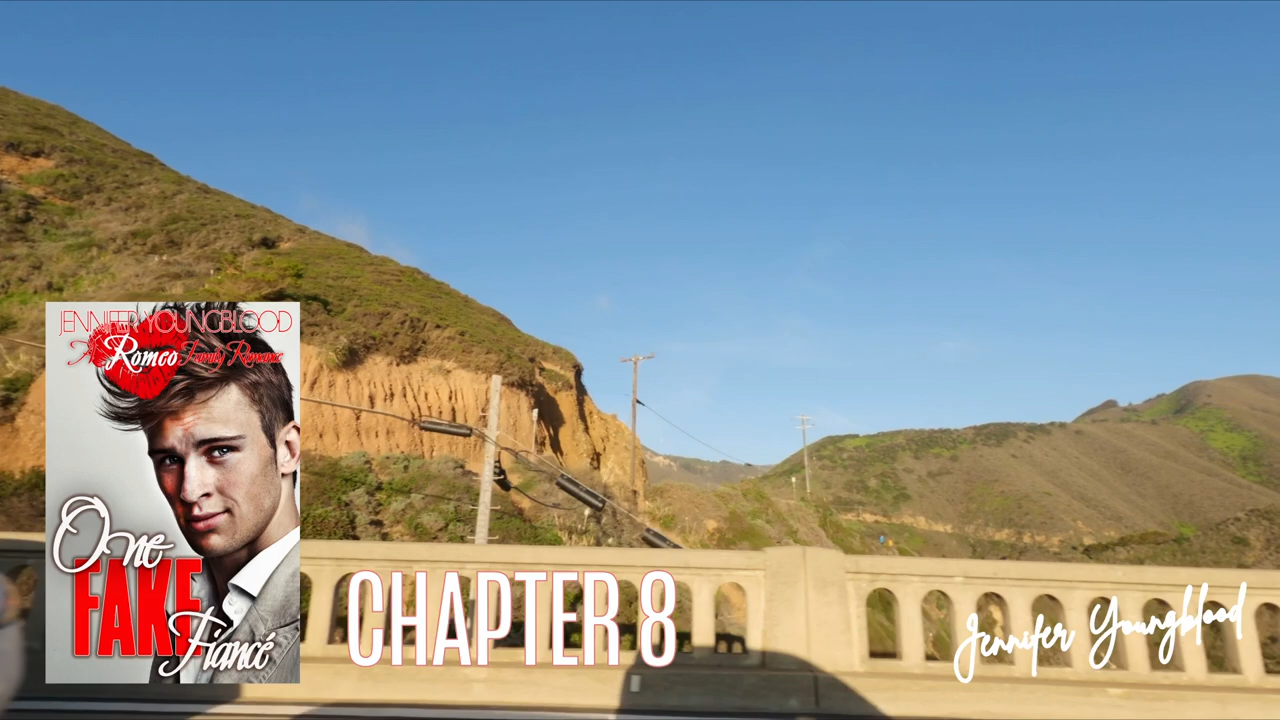 JENNIFER YOUNGBLOOD
A Romeo Family Romance
One
FAKE
Fiancé
CHAPTER 8
Jennifer Youngblood